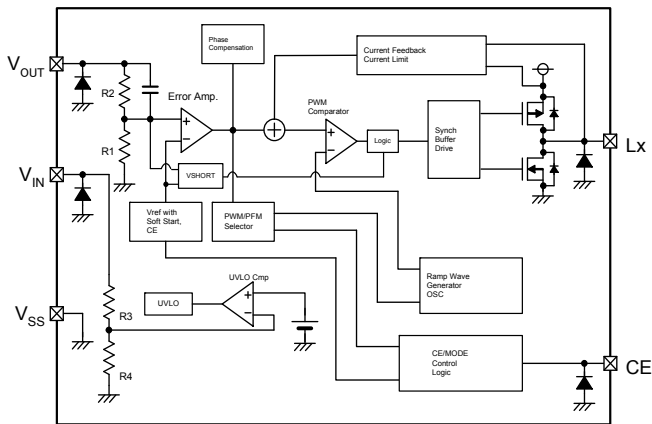 Phase
Compensation
Current Feedback
Current Limit
VOUT
R2
Error Amp.
PWM
Comparator
R1
Logic
Synch
Buffer
Drive
Lx
VIN
VSHORT
Vref with
Soft Start,
CE
PWM/PFM
Selector
UVLO Cmp
Ramp Wave
Generator
OSC
R3
UVLO
VSS
R4
CE/MODE
Control
Logic
CE